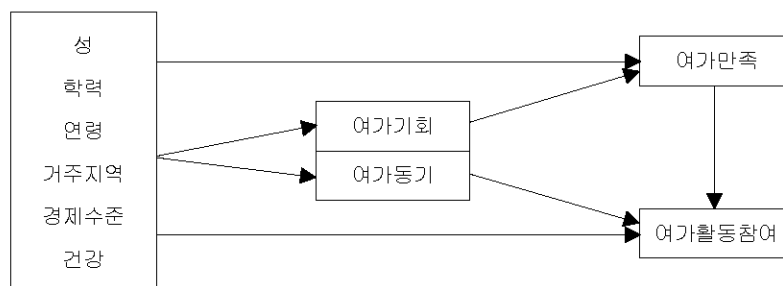 성
학력
연령
거주지역
경제수준
건강
여가기회
여가동기
여가만족
여가활동참여